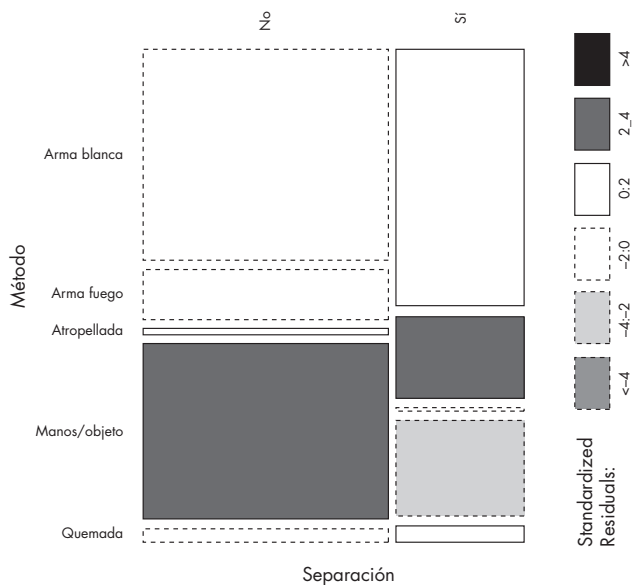 No
Sí
Método
Arma blanca
Arma fuego
Atropellada
Manos/objeto
Quemada
Separación
Standardized
Residuals:
<–4
–4:–2
–2:0
0:2
2_4
>4